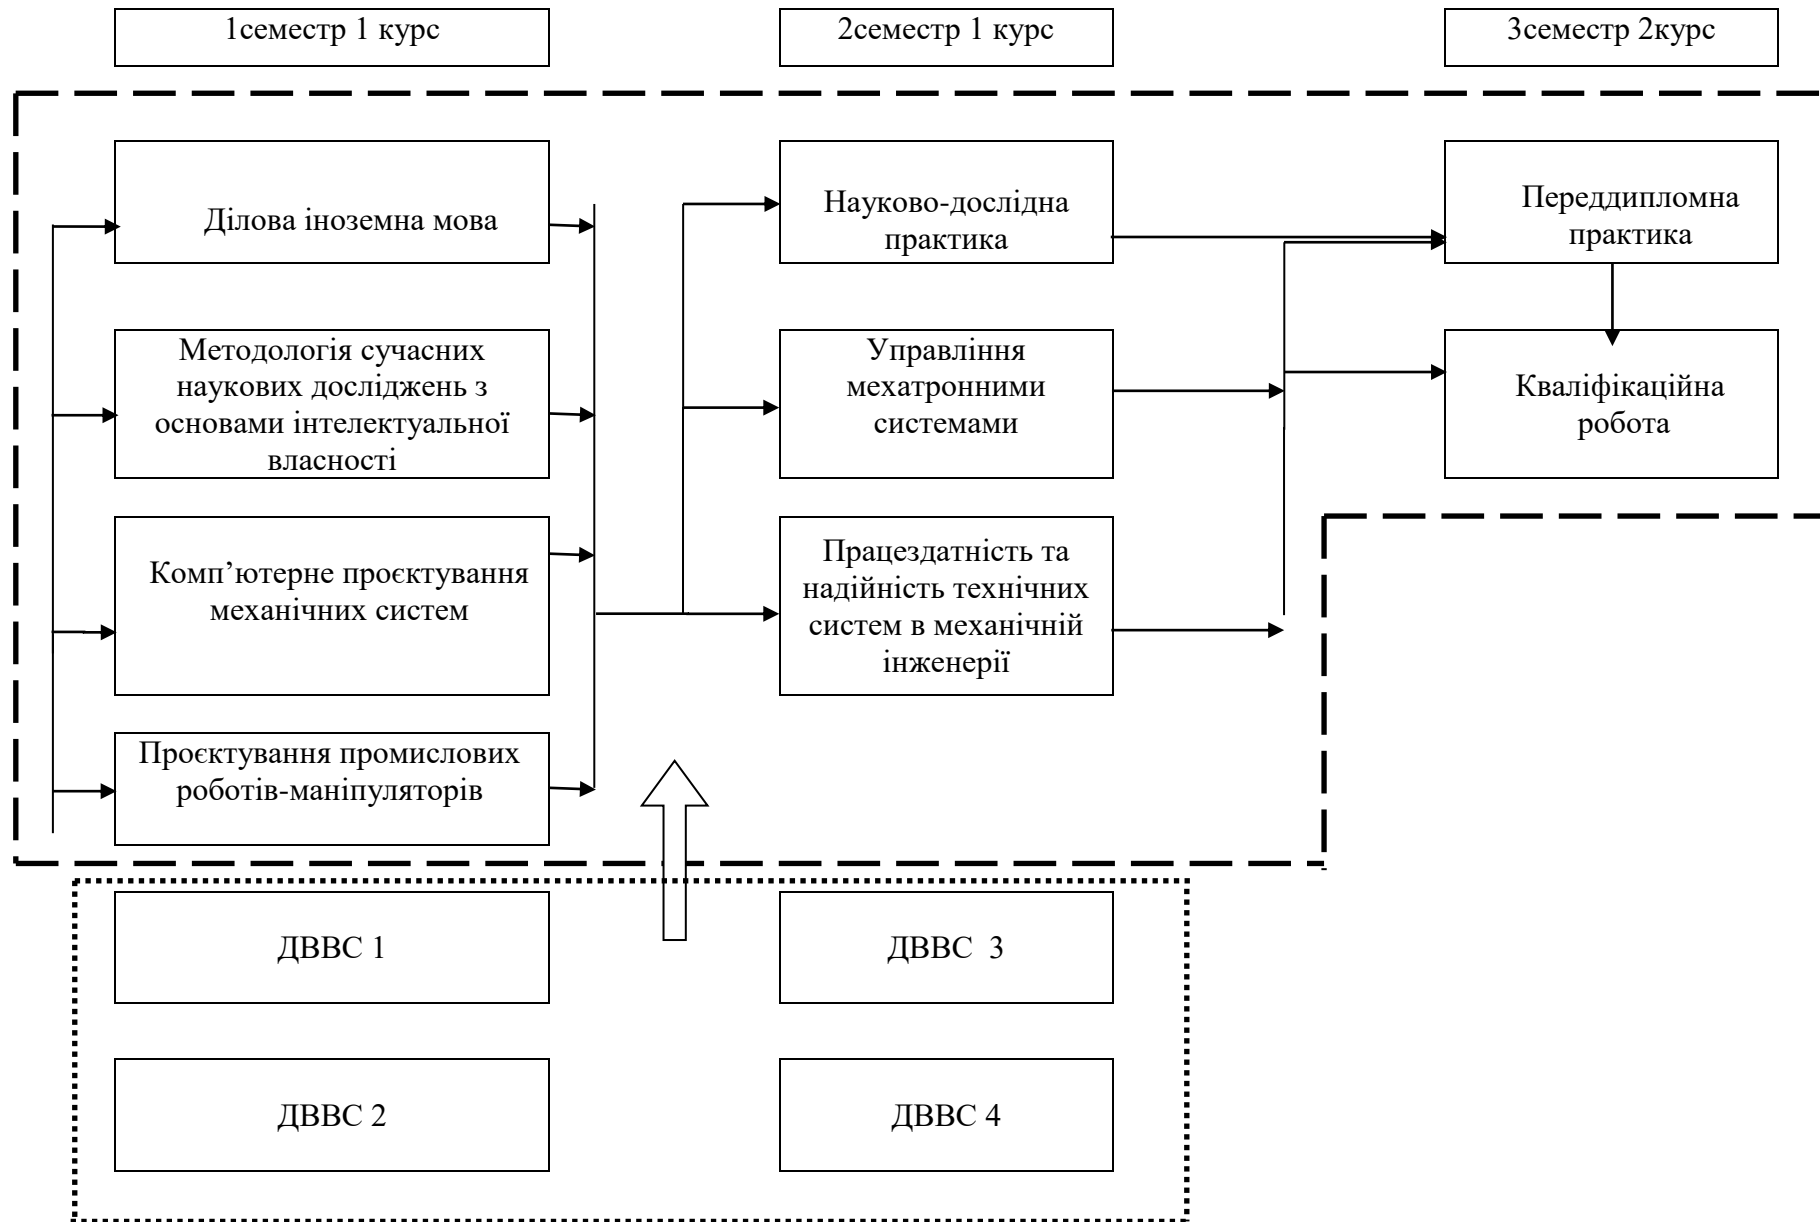 1семестр 1 курс
2семестр 1 курс
3семестр 2курс
Ділова іноземна мова
Науково-дослідна
практика
Переддипломна
практика
Методологія сучасних
наукових досліджень з
основами інтелектуальної
власності
Управління
мехатронними
системами
Кваліфікаційна
робота
Комп’ютерне проєктування
механічних систем
Працездатність та
надійність технічних
систем в механічній
інженерії
Проєктування промислових
роботів-маніпуляторів
ДВВС 1
ДВВС 3
ДВВС 2
ДВВС 4